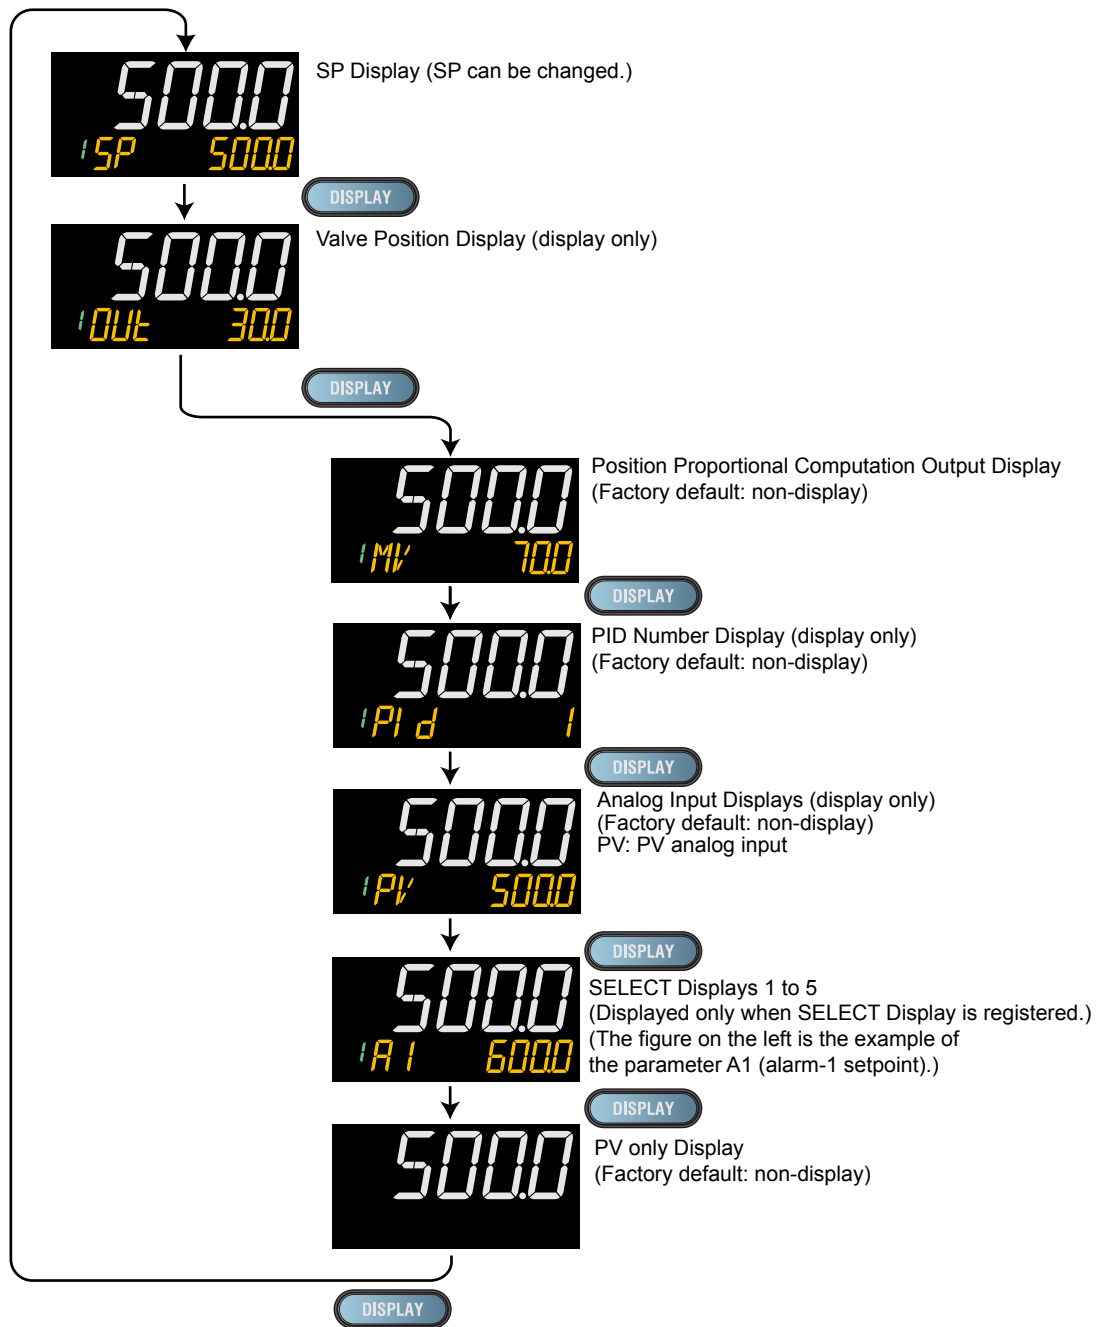 500.0
SP Display (SP can be changed.)
1 SP 500.0
DISPLAY
500.0
Valve Position Display (display only)
1 OUt 30.0
DISPLAY
500.0
Position Proportional Computation Output Display
(Factory default: non-display)
1 MV 70.0
DISPLAY
500.0
PID Number Display (display only)
(Factory default: non-display)
1 PI d 1
DISPLAY
500.0
Analog Input Displays (display only)
(Factory default: non-display)
PV: PV analog input
1 PV 500.0
DISPLAY
500.0
SELECT Displays 1 to 5
(Displayed only when SELECT Display is registered.)
(The figure on the left is the example of
the parameter A1 (alarm-1 setpoint).)
1 A1 600.0
DISPLAY
500.0
PV only Display
(Factory default: non-display)
DISPLAY